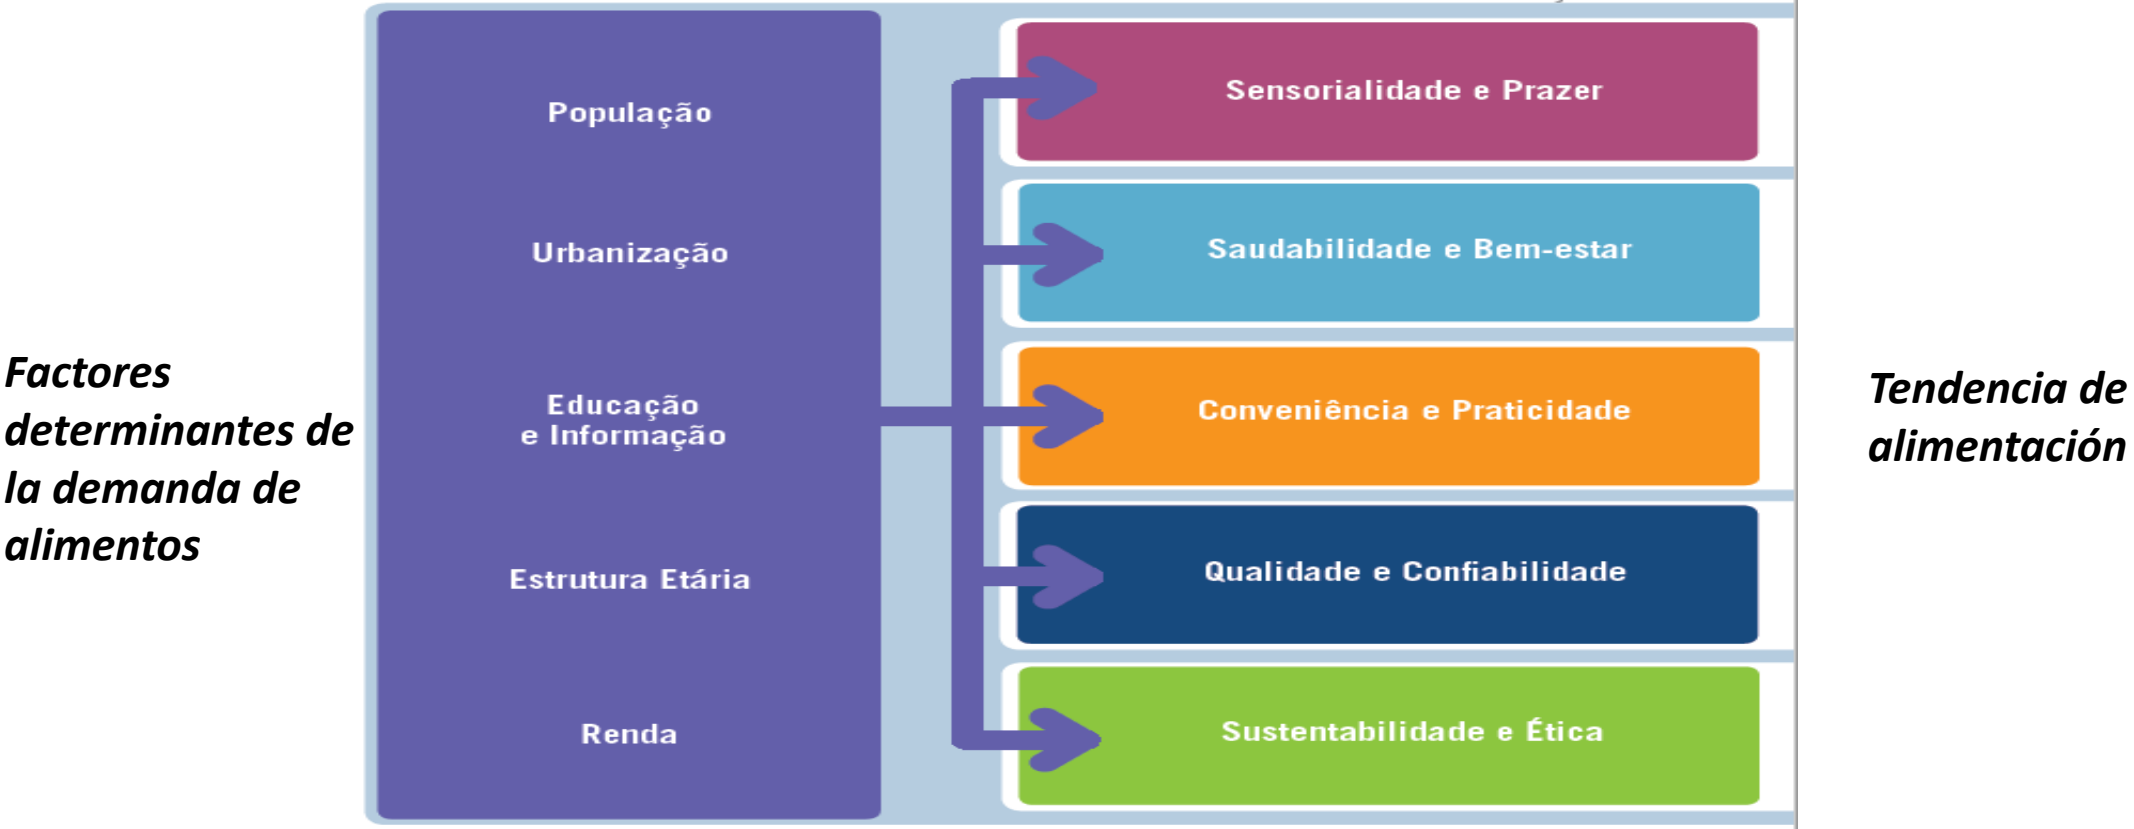 Factores
determinantes de
la demanda de
alimentos
População
Urbanização
Educação
e Informação
Estrutura Etária
Renda
Sensorialidade e Prazer
Saudabilidade e Bem-estar
Conveniência e Praticidade
Qualidade e Confiabilidade
Sustentabilidade e Ética
Tendencia de
alimentación